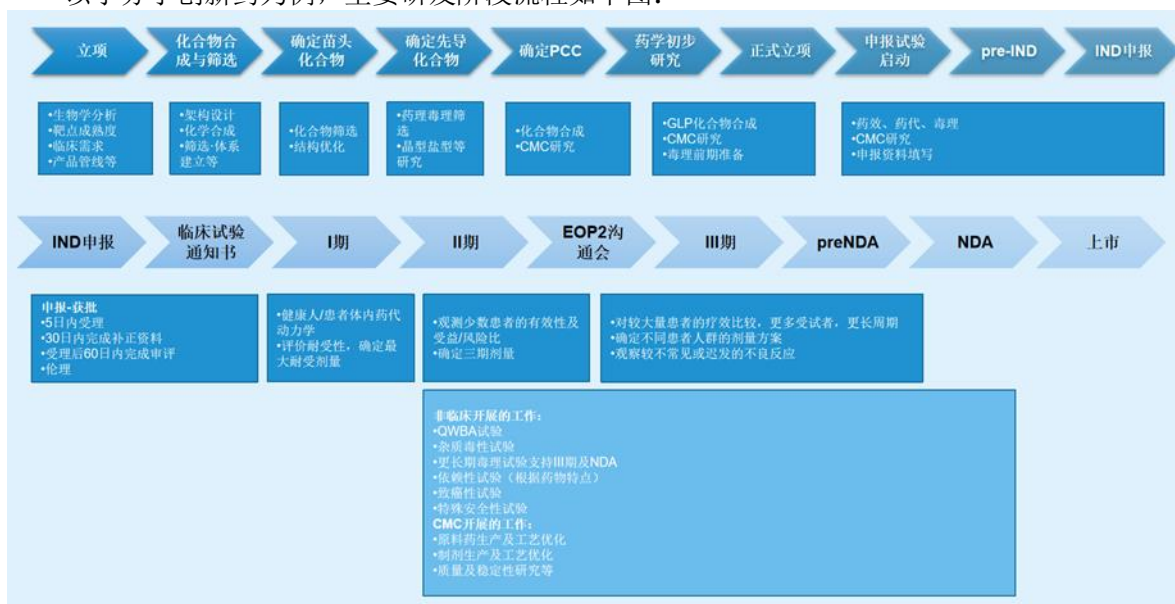 立项
化合物合
成与筛选
确定苗头
化合物
确定先导
化合物
确定PCC
药学初步
研究
正式立项
申报试验
启动
pre-IND
IND申报
•生物学分析
•靶点成熟度
•临床需求
•产品管线等
•架构设计
•化学合成
•筛选·体系
建立等
•化合物筛选
•结构优化
•药理毒理筛
选
•晶型盐型等
研究
•化合物合成
•CMC研究
•GLP化合物合成
•CMC研究
•毒理前期准备
•药效、药代、毒理
•CMC研究
•申报资料填写
IND申报
临床试验
通知书
I期
II期
EOP2沟
通会
III期
preNDA
NDA
上市
申报-获批
•5日内受理
•30日内完成补正资料
•受理后60日内完成审评
•伦理
•健康人/患者体内药代
动力学
•评价耐受性，确定最
大耐受剂量
•观测少数患者的有效性及
受益/风险比
•确定三期剂量
•对较大量患者的疗效比较，更多受试者，更长周期
•确定不同患者人群的剂量方案
•观察较不常见或迟发的不良反应
非临床开展的工作：
•QWBA试验
•杂质毒性试验
•更长期毒理试验支持III期及NDA
•依赖性试验（根据药物特点）
•致癌性试验
•特殊安全性试验
CMC开展的工作：
•原料药生产及工艺优化
•制剂生产及工艺优化
•质量及稳定性研究等